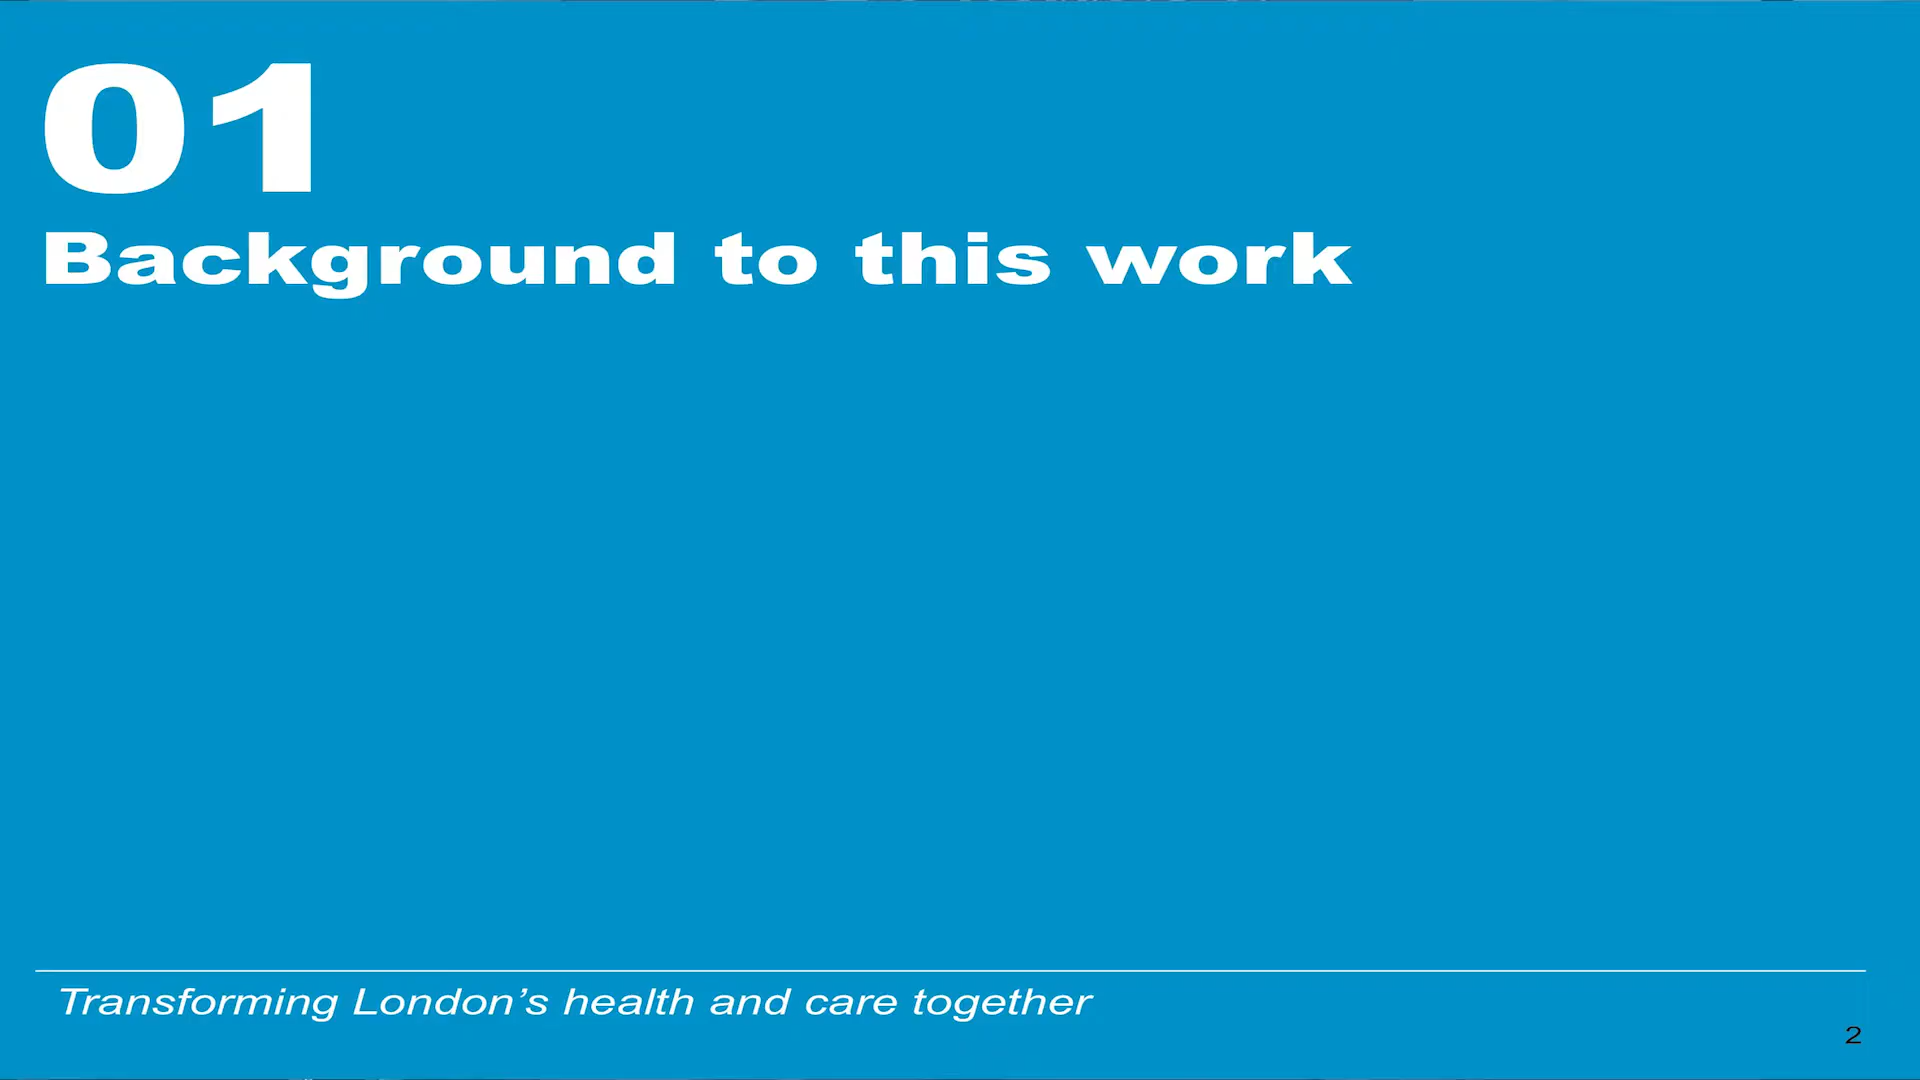 01
Background to this work
Transforming London’s health and care together
2